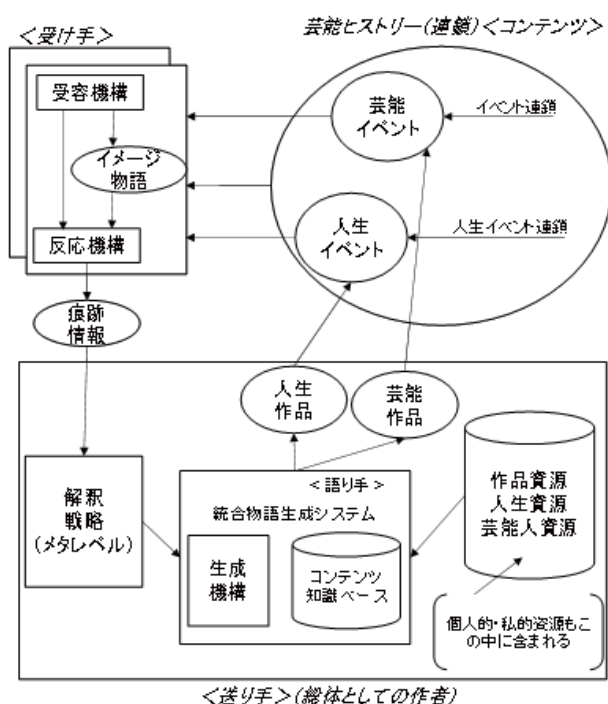 ＜受け手＞
芸能ヒストリー(連鎖)＜コンテンツ＞
受容機構
イメージ
物語
反応機構
痕跡
情報
芸能
イベント
イベント連鎖
人生
イベント
人生イベント連鎖
人生
作品
芸能
作品
解釈
戦略
(メタレベル)
＜語り手＞
統合物語生成システム
生成
機構
コンテンツ
知識ベース
作品資源
人生資源
芸能人資源
個人的・私的資源もこ
の中に含まれる
＜送り手＞(総体としての作者)